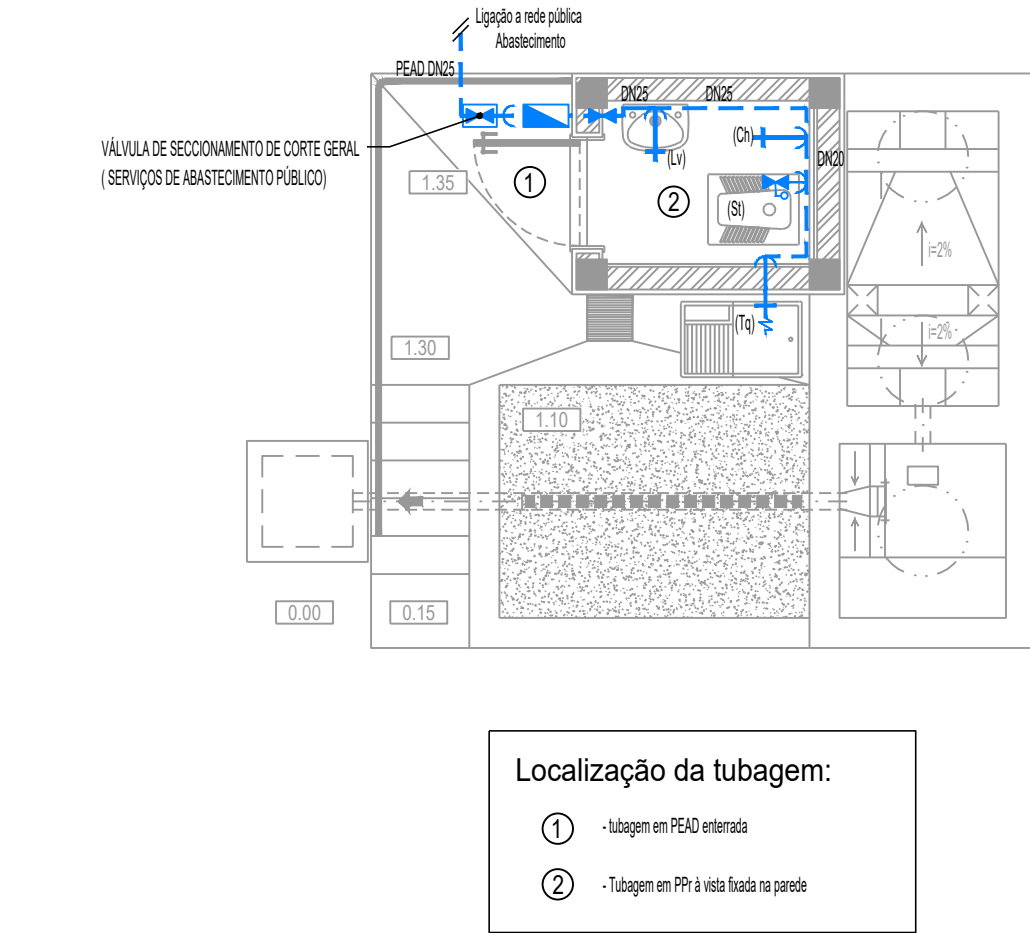 Ligação a rede pública
Abastecimento
PEAD DN25
DN25
DN25
VÁLVULA DE SECCIONAMENTO DE CORTE GERAL
( SERVIÇOS DE ABASTECIMENTO PÚBLICO)
(Lv)
(Ch)
DN20
1.35
1
2
(St)
i=2%
(Tq)
i=2%
1.30
1.10
0.00
0.15
Localização da tubagem:
1 - tubagem em PEAD enterrada
2 - Tubagem em PPr à vista fixada na parede